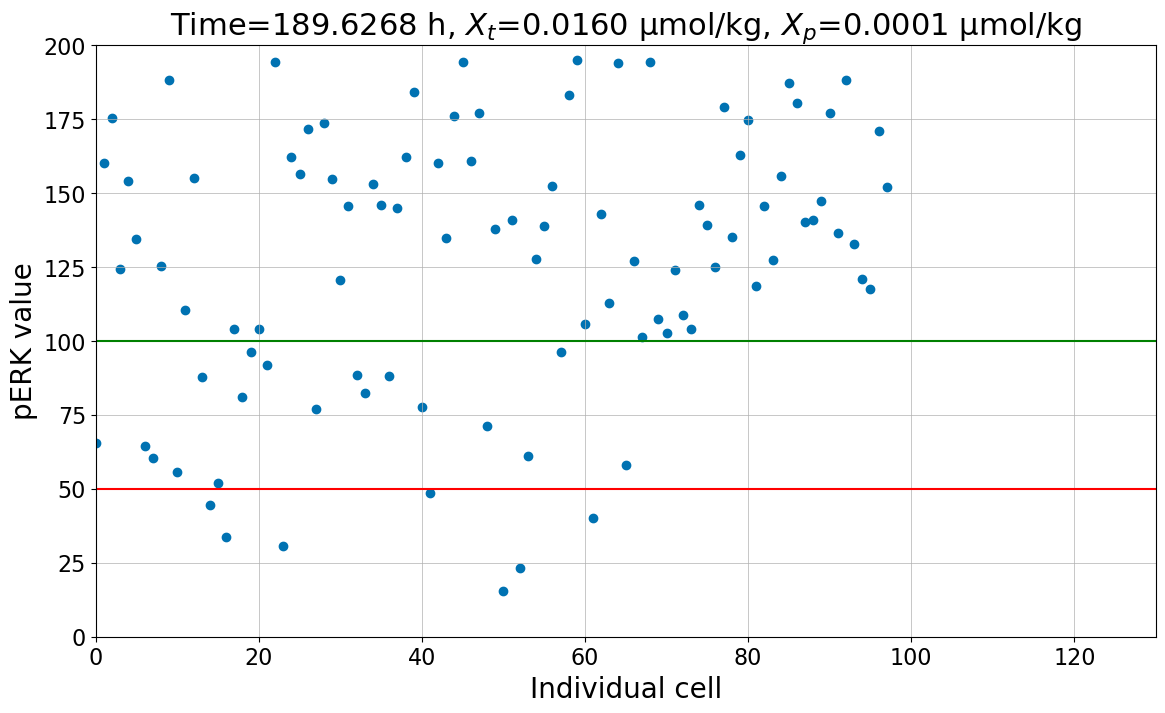 Time=189.6268 h, Xₜ=0.0160 μmol/kg, Xₚ=0.0001 μmol/kg
200
175
150
125
100
75
50
25
0
pERK value
0 20 40 60 80 100 120
Individual cell